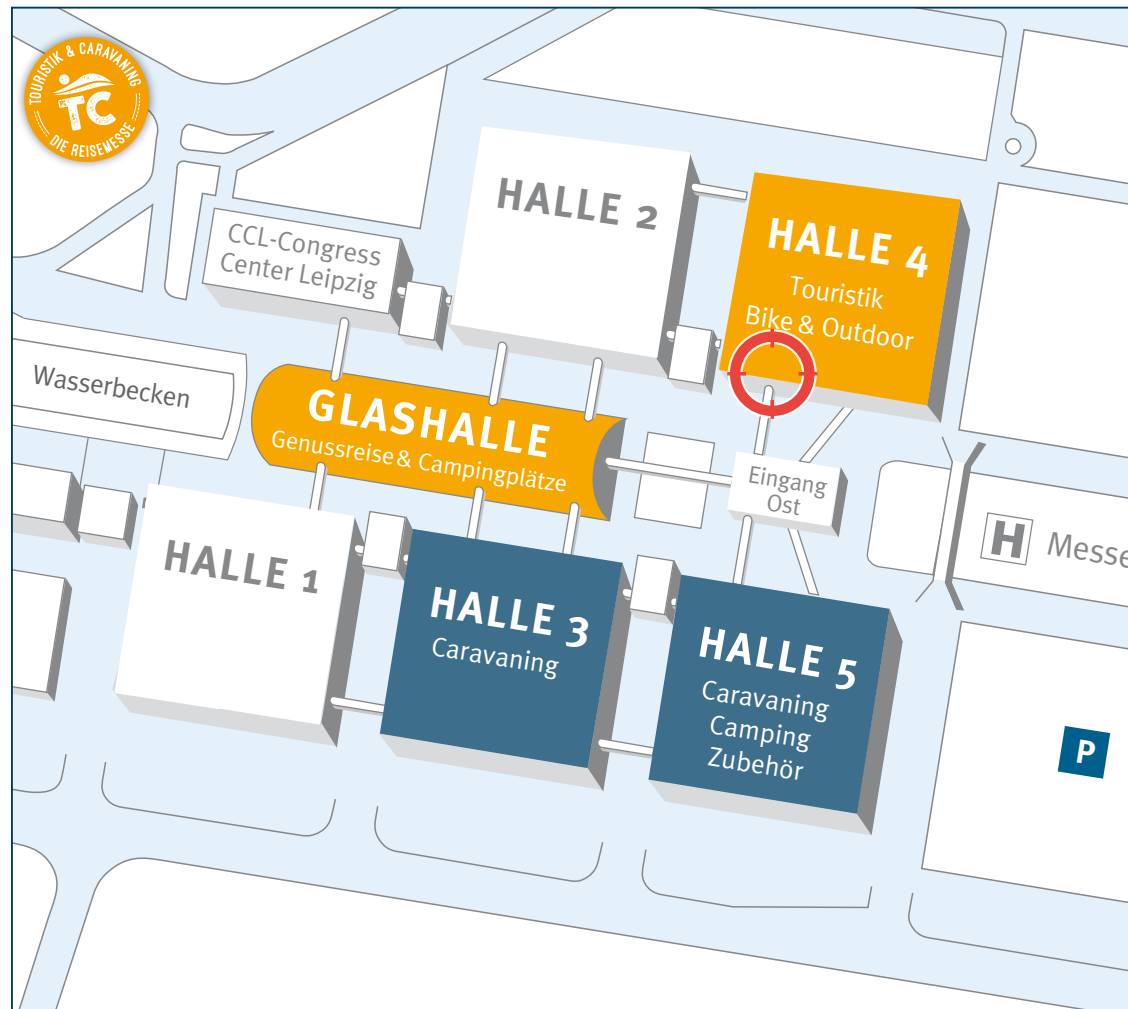 TOURISTIK & CARAVANING
TC
DIE REISEMESSE
HALLE 2
HALLE 4
Touristik
Bike & Outdoor
CCL-Congress
Center Leipzig
Wasserbecken
GLASHALLE
Genussreise & Campingplätze
Eingang
Ost
H Messe
HALLE 1
HALLE 3
Caravaning
HALLE 5
Caravaning
Camping
Zubehör
P